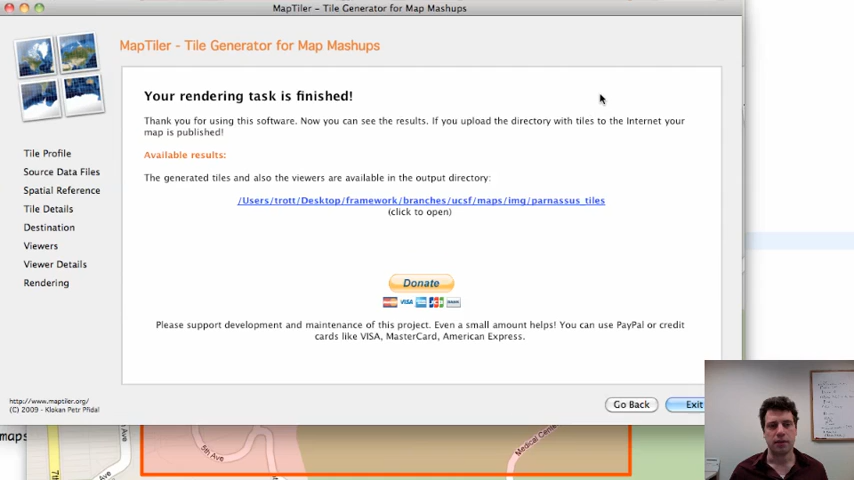 MapTiler - Tile Generator for Map Mashups
MapTiler - Tile Generator for Map Mashups
Your rendering task is finished!
Thank you for using this software. Now you can see the results. If you upload the directory with tiles to the Internet your
map is published!
Available results:
The generated tiles and also the viewers are available in the output directory:
/Users/trott/Desktop/framework/branches/ucsf/maps/img/parnassus_tiles
(click to open)
Tile Profile
Source Data Files
Spatial Reference
Tile Details
Destination
Viewers
Viewer Details
Rendering
Donate
VISA
Please support development and maintenance of this project. Even a small amount helps! You can use PayPal or credit
cards like VISA, MasterCard, American Express.
http://www.maptiler.org/
(C) 2009 - Klokan Petr Přidal
Go Back
Exit
maps
5th Ave
Medical Cente
Ave
7th
Ave